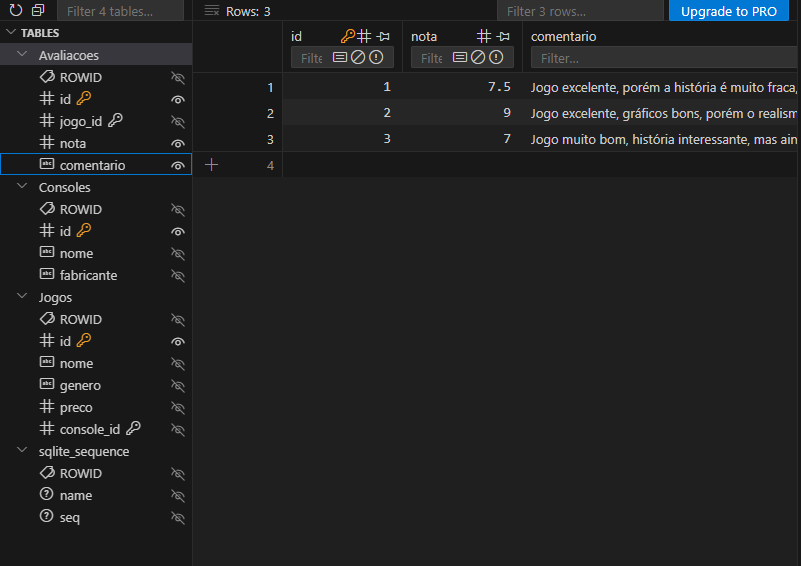 Filter 4 tables...
Rows: 3
Filter 3 rows...
Upgrade to PRO
TABLES
Avaliacoes
ROWID
id
jogo_id
nota
comentario
Consoles
ROWID
id
nome
fabricante
Jogos
ROWID
id
nome
genero
preco
console_id
sqlite_sequence
ROWID
name
seq
id nota comentario
Filte Filte Filter...
1 1 7.5 Jogo excelente, porém a história é muito fraca,
2 2 9 Jogo excelente, gráficos bons, porém o realism
3 3 7 Jogo muito bom, história interessante, mas ain
4